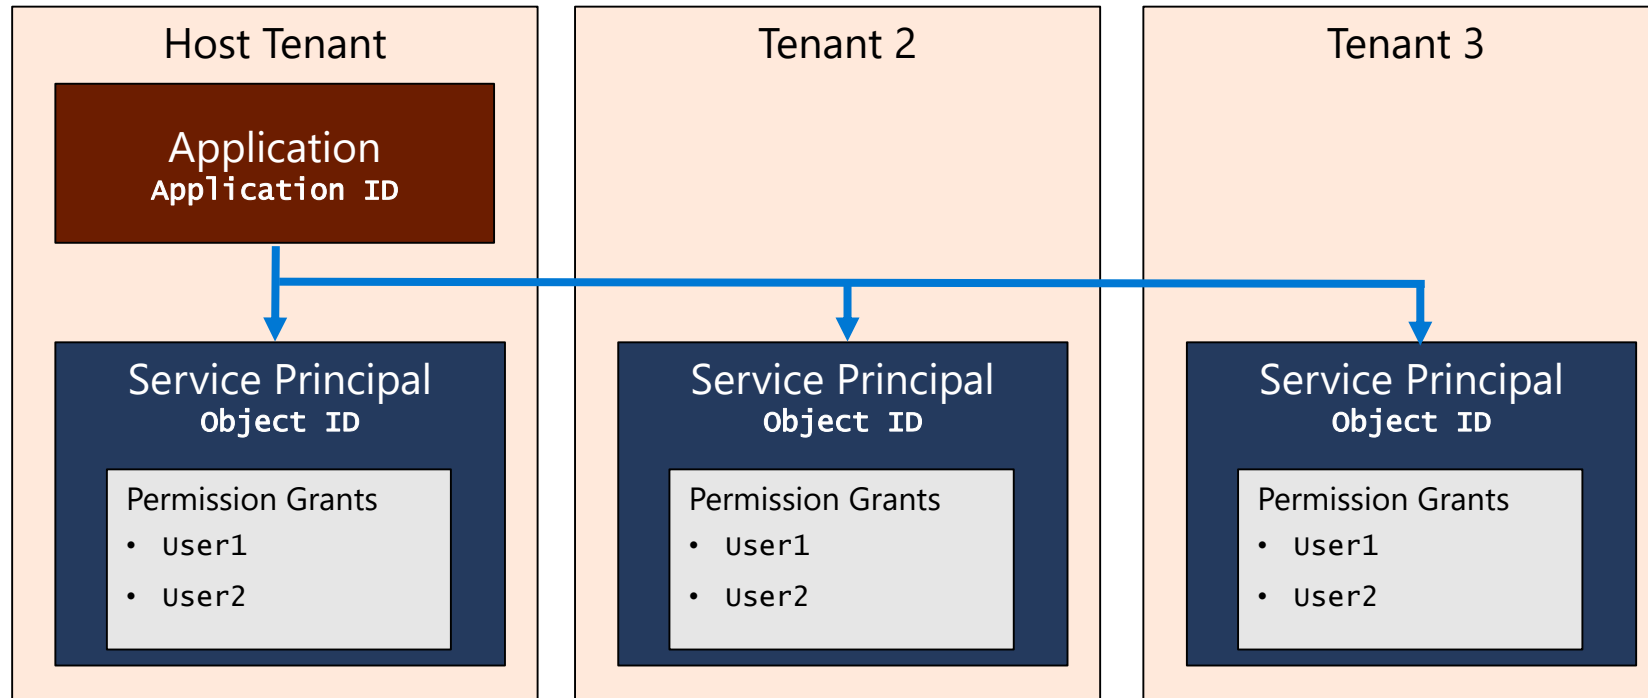 Host Tenant
Application
Application ID
Service Principal
Object ID
Permission Grants
• User1
• User2
Tenant 2
Service Principal
Object ID
Permission Grants
• User1
• User2
Tenant 3
Service Principal
Object ID
Permission Grants
• User1
• User2